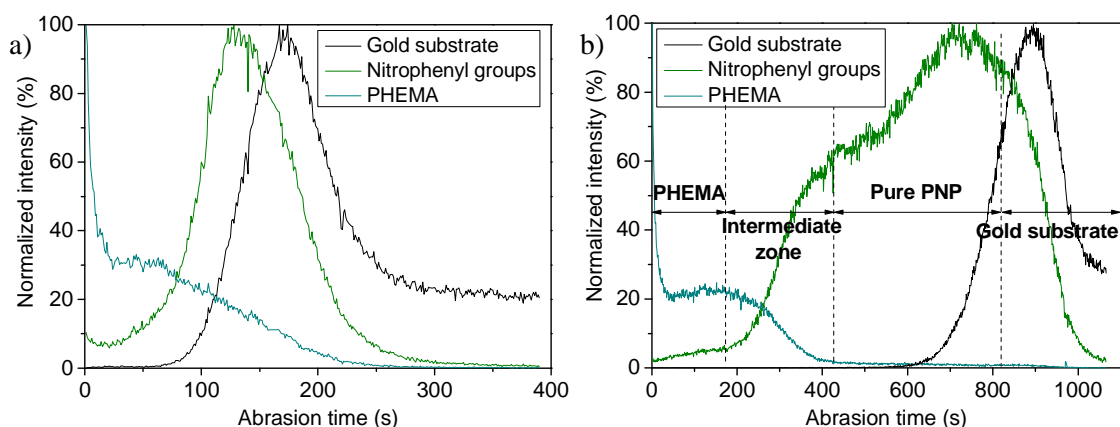 a)
Normalized intensity (%)
100
80
60
40
20
0
Gold substrate
Nitrophenyl groups
PHEMA
0 100 200 300 400
Abrasion time (s)
b)
Normalized intensity (%)
100
80
60
40
20
0
Gold substrate
Nitrophenyl groups
PHEMA
PHEMA
Intermediate
zone
Pure PNP
Gold substrate
0 200 400 600 800 1000
Abrasion time (s)